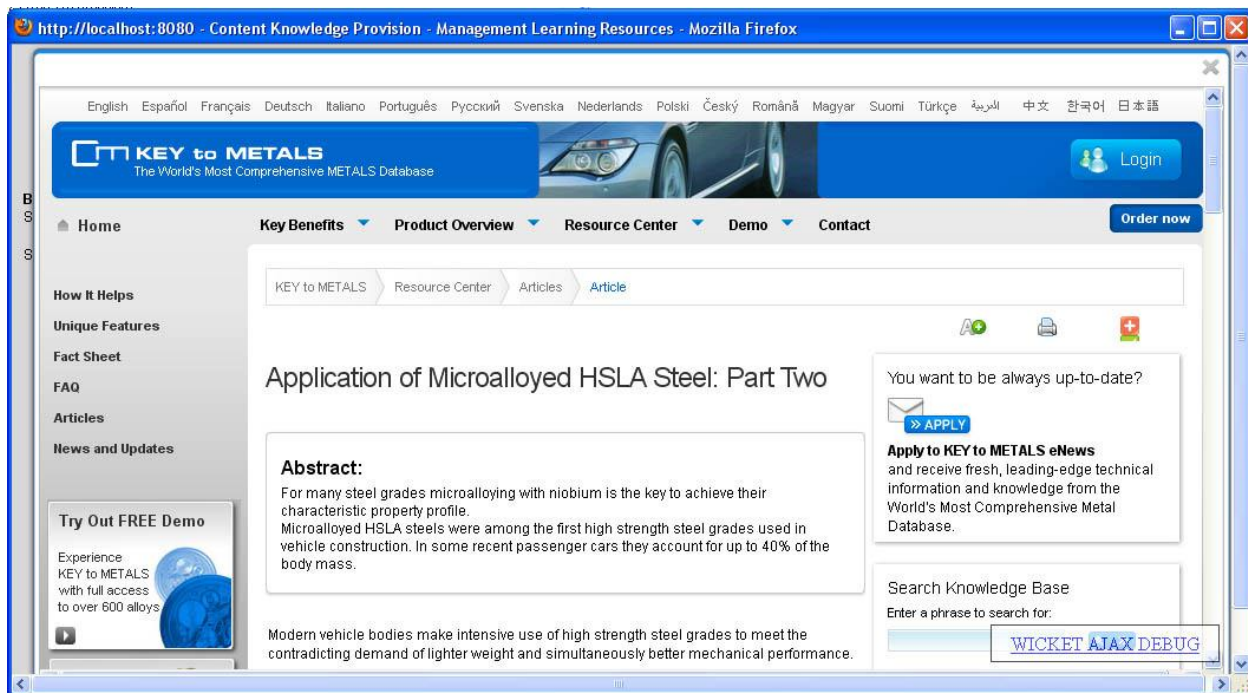 http://localhost:8080 - Content Knowledge Provision - Management Learning Resources - Mozilla Firefox
English Español Français Deutsch Italiano Português Русский Svenska Nederlands Polski Český Română Magyar Suomi Türkçe العربية 中文 한국어 日本語
KEY to METALS
The World's Most Comprehensive METALS Database
Login
B
S
S
Home
Key Benefits Product Overview Resource Center Demo Contact
Order now
How It Helps
Unique Features
Fact Sheet
FAQ
Articles
News and Updates
Try Out FREE Demo
Experience
KEY to METALS
with full access
to over 600 alloys
KEY to METALS Resource Center Articles Article
Application of Microalloyed HSLA Steel: Part Two
Abstract:
For many steel grades microalloying with niobium is the key to achieve their
characteristic property profile.
Microalloyed HSLA steels were among the first high strength steel grades used in
vehicle construction. In some recent passenger cars they account for up to 40% of the
body mass.
Modern vehicle bodies make intensive use of high strength steel grades to meet the
contradicting demand of lighter weight and simultaneously better mechanical performance.
A
You want to be always up-to-date?
» APPLY
Apply to KEY to METALS eNews
and receive fresh, leading-edge technical
information and knowledge from the
World's Most Comprehensive Metal
Database.
Search Knowledge Base
Enter a phrase to search for:
WICKET AJAX DEBUG